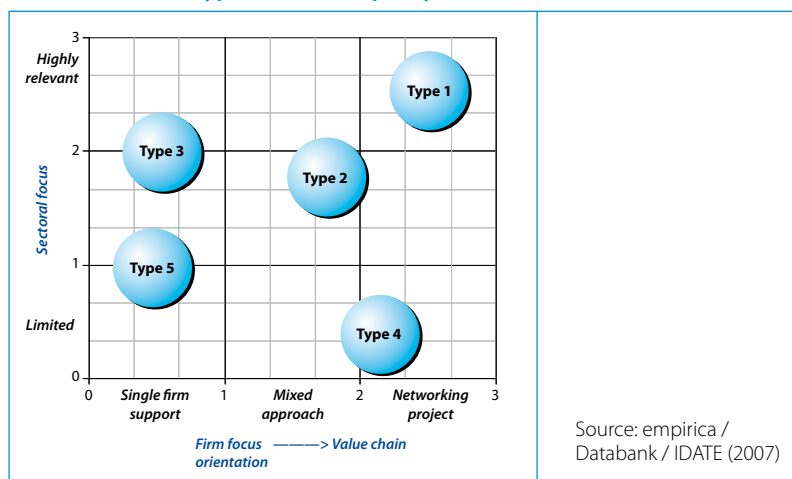 3
Highly
relevant
Type 1
Type 3
2
Type 2
Sectoral focus
Type 5
1
Limited
Type 4
0
0
Single firm
support
1
Mixed
approach
2
Networking
project
3
Firm focus ———> Value chain
orientation
Source: empirica /
Databank / IDATE (2007)